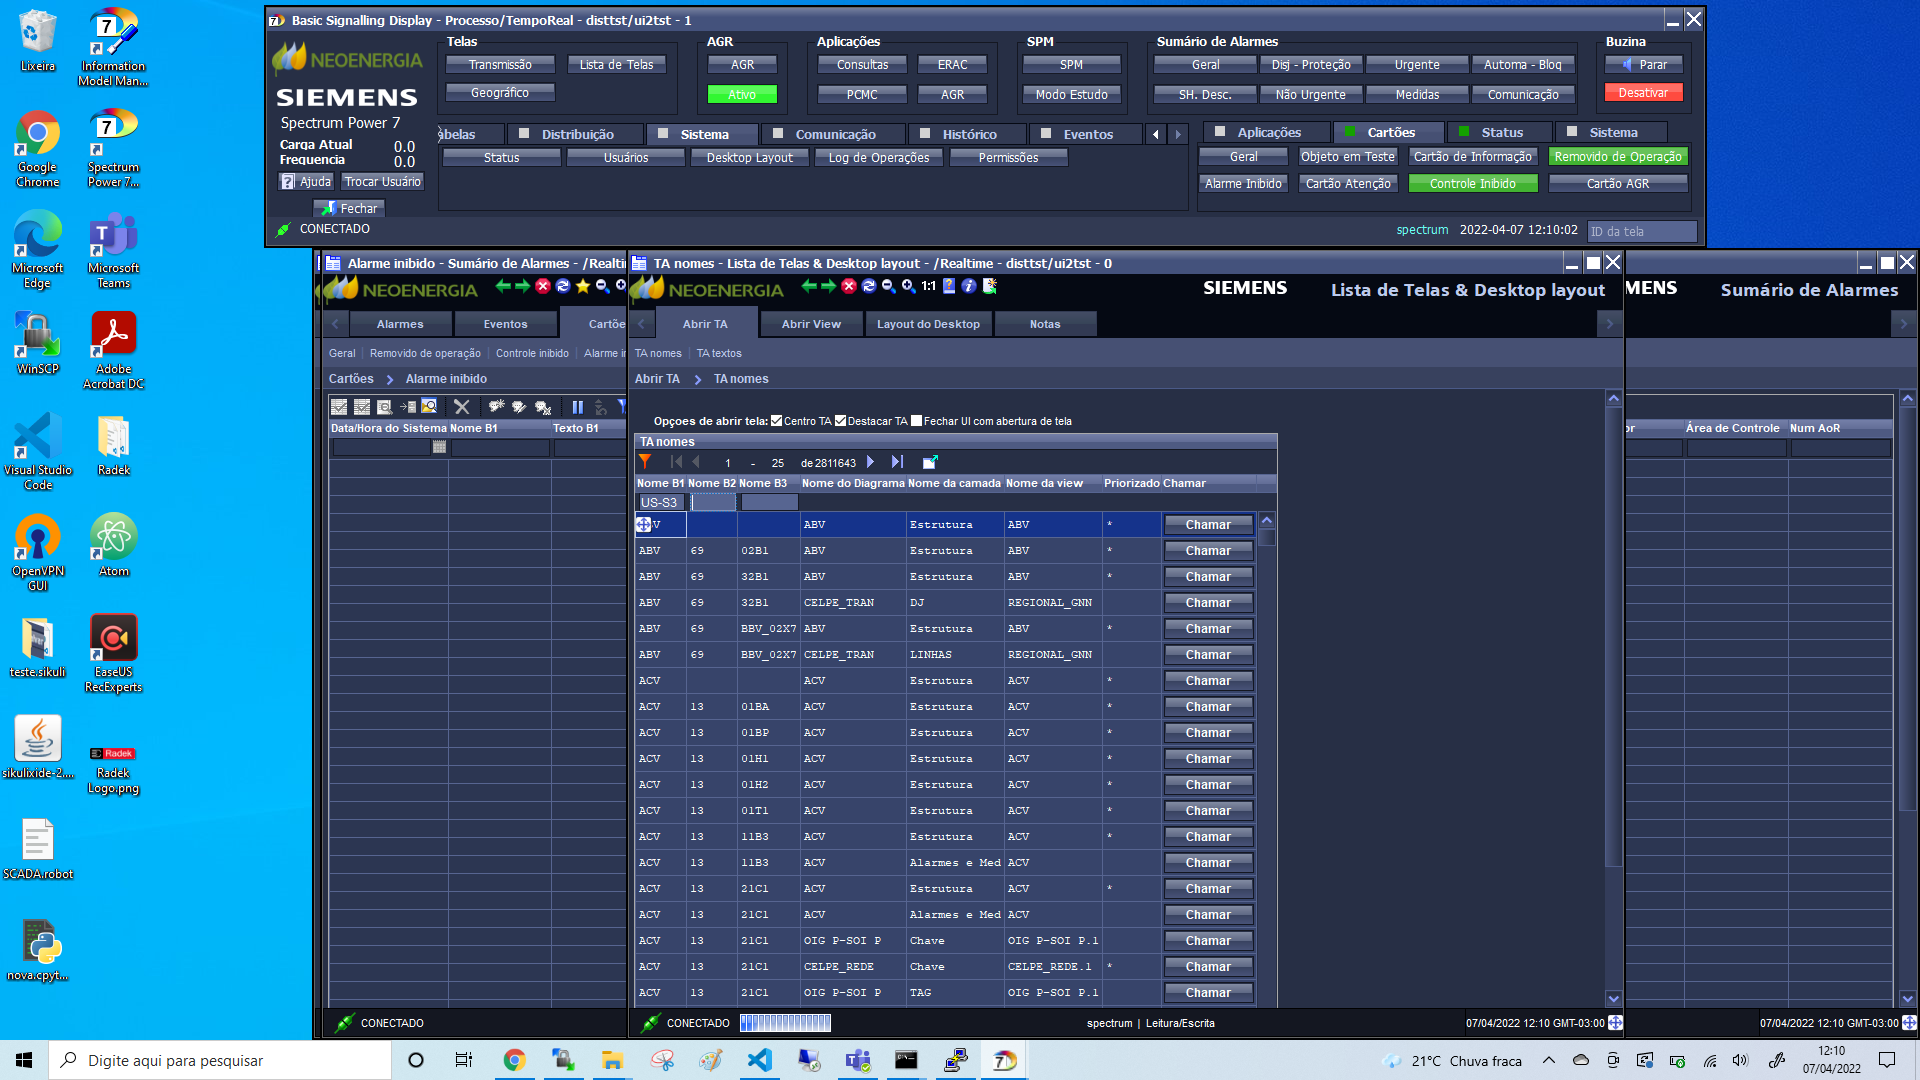 Lixeira
Information Model Man...
Google Chrome
Spectrum Power 7...
Microsoft Edge
Microsoft Teams
WinSCP
Adobe Acrobat DC
Visual Studio Code
Radek
OpenVPN GUI
Atom
teste.sikuli
EaseUS RecExperts
sikulixide-2....
Radek Logo.png
SCADA.robot
nova.cpyt...
Basic Signalling Display - Processo/TempoReal - disttst/ui2tst - 1
NEOENERGIA
SIEMENS
Spectrum Power 7
Carga Atual 0.0
Frequencia 0.0
Ajuda Trocar Usuário
Fechar
CONECTADO
Telas
Transmissão Lista de Telas
Geográfico
AGR
AGR
Ativo
Aplicações
Consultas ERAC
PCMC AGR
SPM
SPM
Modo Estudo
Sumário de Alarmes
Geral Disj - Proteção Urgente Automa - Bloq
SH. Desc. Não Urgente Medidas Comunicação
Buzina
Parar
Desativar
abelas Distribuição Sistema Comunicação Histórico Eventos
Status Usuários Desktop Layout Log de Operações Permissões
Aplicações Cartões Status Sistema
Geral Objeto em Teste Cartão de Informação Removido de Operação
Alarme Inibido Cartão Atenção Controle Inibido Cartão AGR
spectrum 2022-04-07 12:10:02 ID da tela
Alarme inibido - Sumário de Alarmes - /Realtim
NEOENERGIA
Alarmes Eventos Cartõe
Geral Removido de operação Controle inibido Alarme in
Cartões > Alarme inibido
Data/Hora do Sistema Nome B1 Texto B1
CONECTADO
TA nomes - Lista de Telas & Desktop layout - /Realtime - disttst/ui2tst - 0
NEOENERGIA
1:1
SIEMENS Lista de Telas & Desktop layout
Abrir TA Abrir View Layout do Desktop Notas
TA nomes TA textos
Abrir TA > TA nomes
Opçoes de abrir tela: Centro TA Destacar TA Fechar UI com abertura de tela
TA nomes
1 - 25 de 2811643
Nome B1 Nome B2 Nome B3 Nome do Diagrama Nome da camada Nome da view Priorizado Chamar
US-S3
V ABV Estrutura ABV * Chamar
ABV 69 02B1 ABV Estrutura ABV * Chamar
ABV 69 32B1 ABV Estrutura ABV * Chamar
ABV 69 32B1 CELPE_TRAN DJ REGIONAL_GNN Chamar
ABV 69 BBV_02X7 ABV Estrutura ABV * Chamar
ABV 69 BBV_02X7 CELPE_TRAN LINHAS REGIONAL_GNN Chamar
ACV ACV Estrutura ACV * Chamar
ACV 13 01BA ACV Estrutura ACV * Chamar
ACV 13 01BP ACV Estrutura ACV * Chamar
ACV 13 01H1 ACV Estrutura ACV * Chamar
ACV 13 01H2 ACV Estrutura ACV * Chamar
ACV 13 01T1 ACV Estrutura ACV * Chamar
ACV 13 11B3 ACV Estrutura ACV * Chamar
ACV 13 11B3 ACV Alarmes e Med ACV Chamar
ACV 13 21C1 ACV Estrutura ACV * Chamar
ACV 13 21C1 ACV Alarmes e Med ACV Chamar
ACV 13 21C1 OIG P-SOI P Chave OIG P-SOI P.1 Chamar
ACV 13 21C1 CELPE_REDE Chave CELPE_REDE.1 * Chamar
ACV 13 21C1 OIG P-SOI P TAG OIG P-SOI P.1 Chamar
CONECTADO spectrum | Leitura/Escrita 07/04/2022 12:10 GMT-03:00
MENS Sumário de Alarmes
or Área de Controle Num AoR
07/04/2022 12:10 GMT-03:00
Digite aqui para pesquisar
21°C Chuva fraca
12:10
07/04/2022